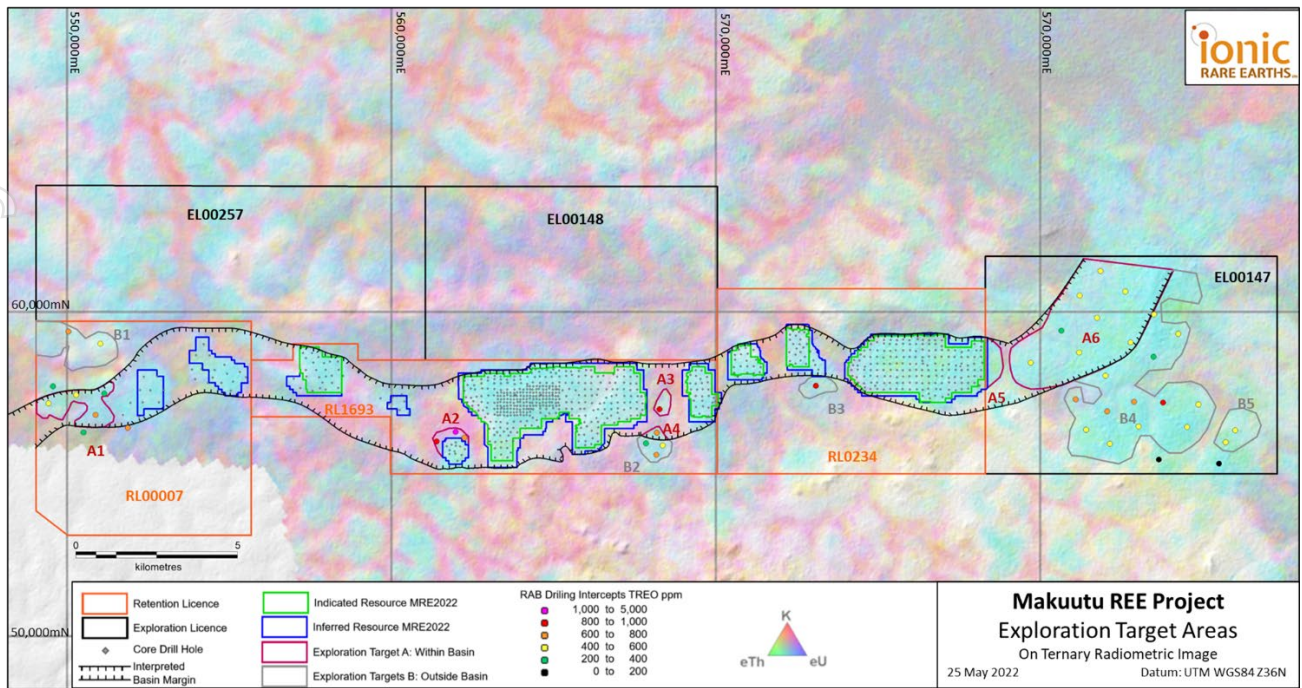 550,000mE
560,000mE
570,000mE
570,000mE
ionic
RARE EARTHS
EL00257
EL00148
EL00147
60,000mN
B1
A6
A3
A5
B3
RL1693
A2
A4
B4
B5
A1
B2
RL0234
RL00007
0 5
kilometres
50,000mN
Retention Licence
Exploration Licence
Core Drill Hole
Interpreted
Basin Margin
Indicated Resource MRE2022
Inferred Resource MRE2022
Exploration Target A: Within Basin
Exploration Targets B: Outside Basin
RAB Driling Intercepts TREO ppm
1,000 to 5,000
800 to 1,000
600 to 800
400 to 600
200 to 400
0 to 200
K
eTh eU
Makuutu REE Project
Exploration Target Areas
On Ternary Radiometric Image
25 May 2022 Datum: UTM WGS84 Z36N